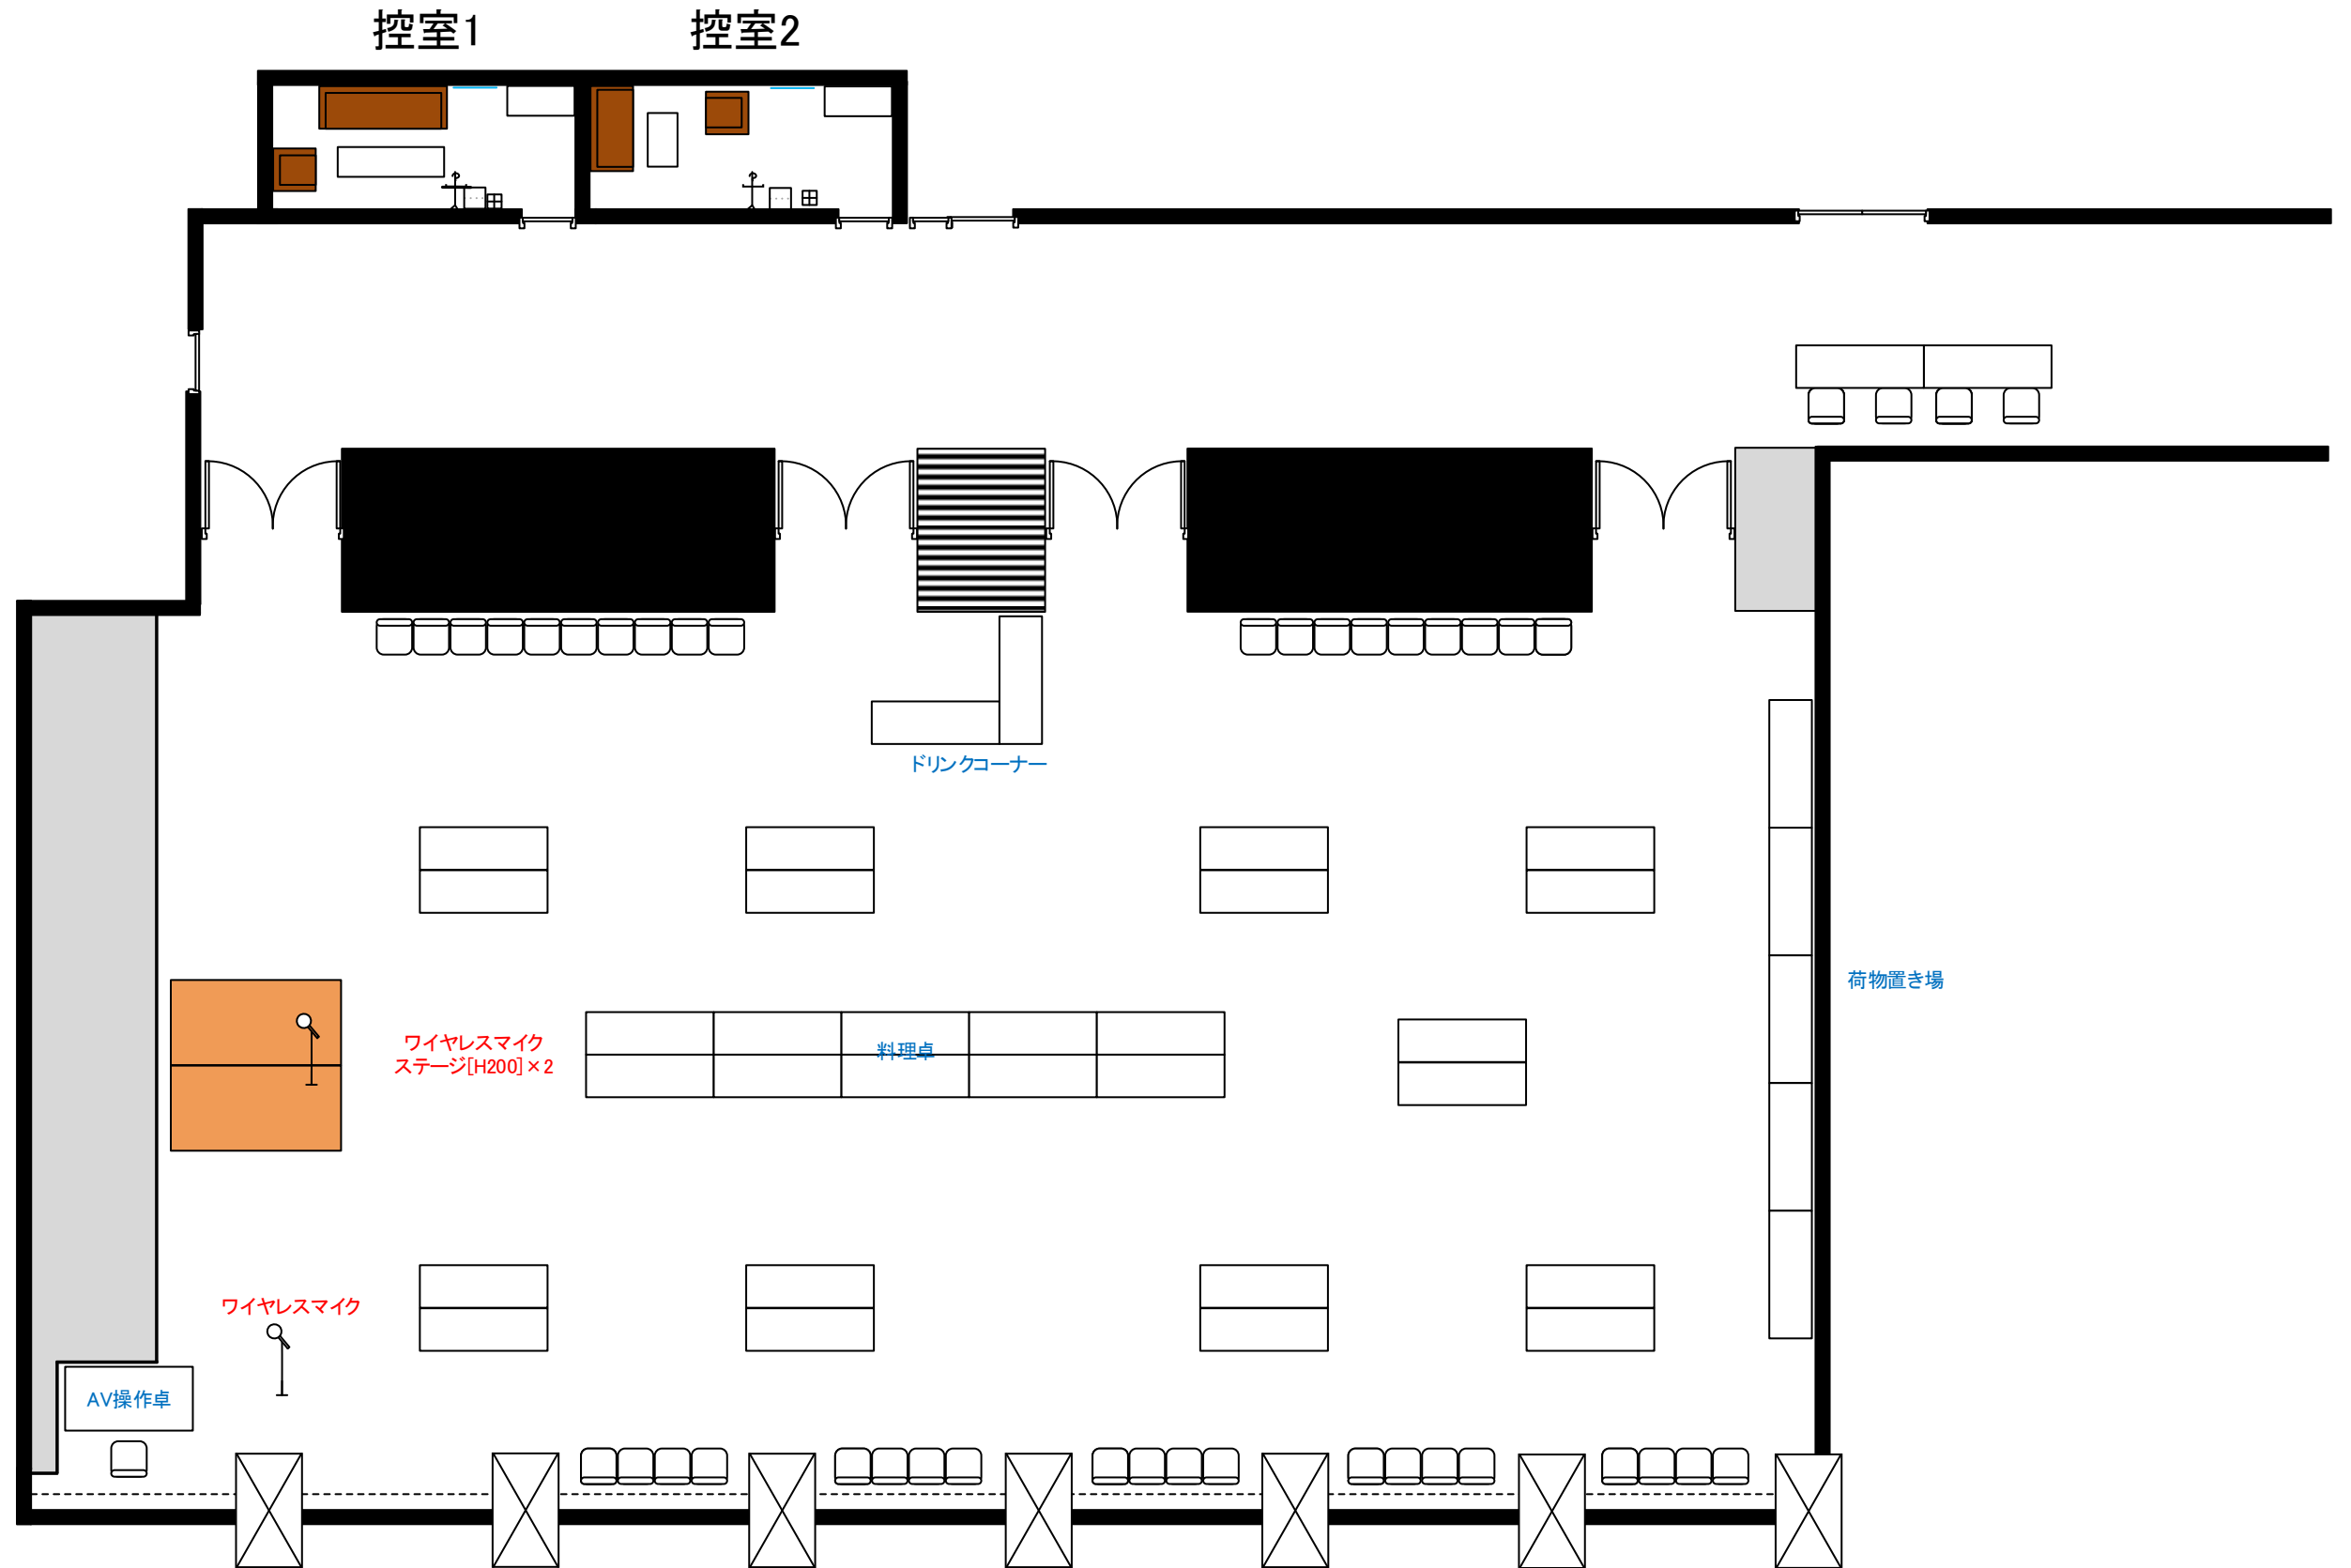 控室1
控室2
ドリンクコーナー
荷物置き場
ワイヤレスマイク
ステージ[H200]×2
料理卓
ワイヤレスマイク
AV操作卓